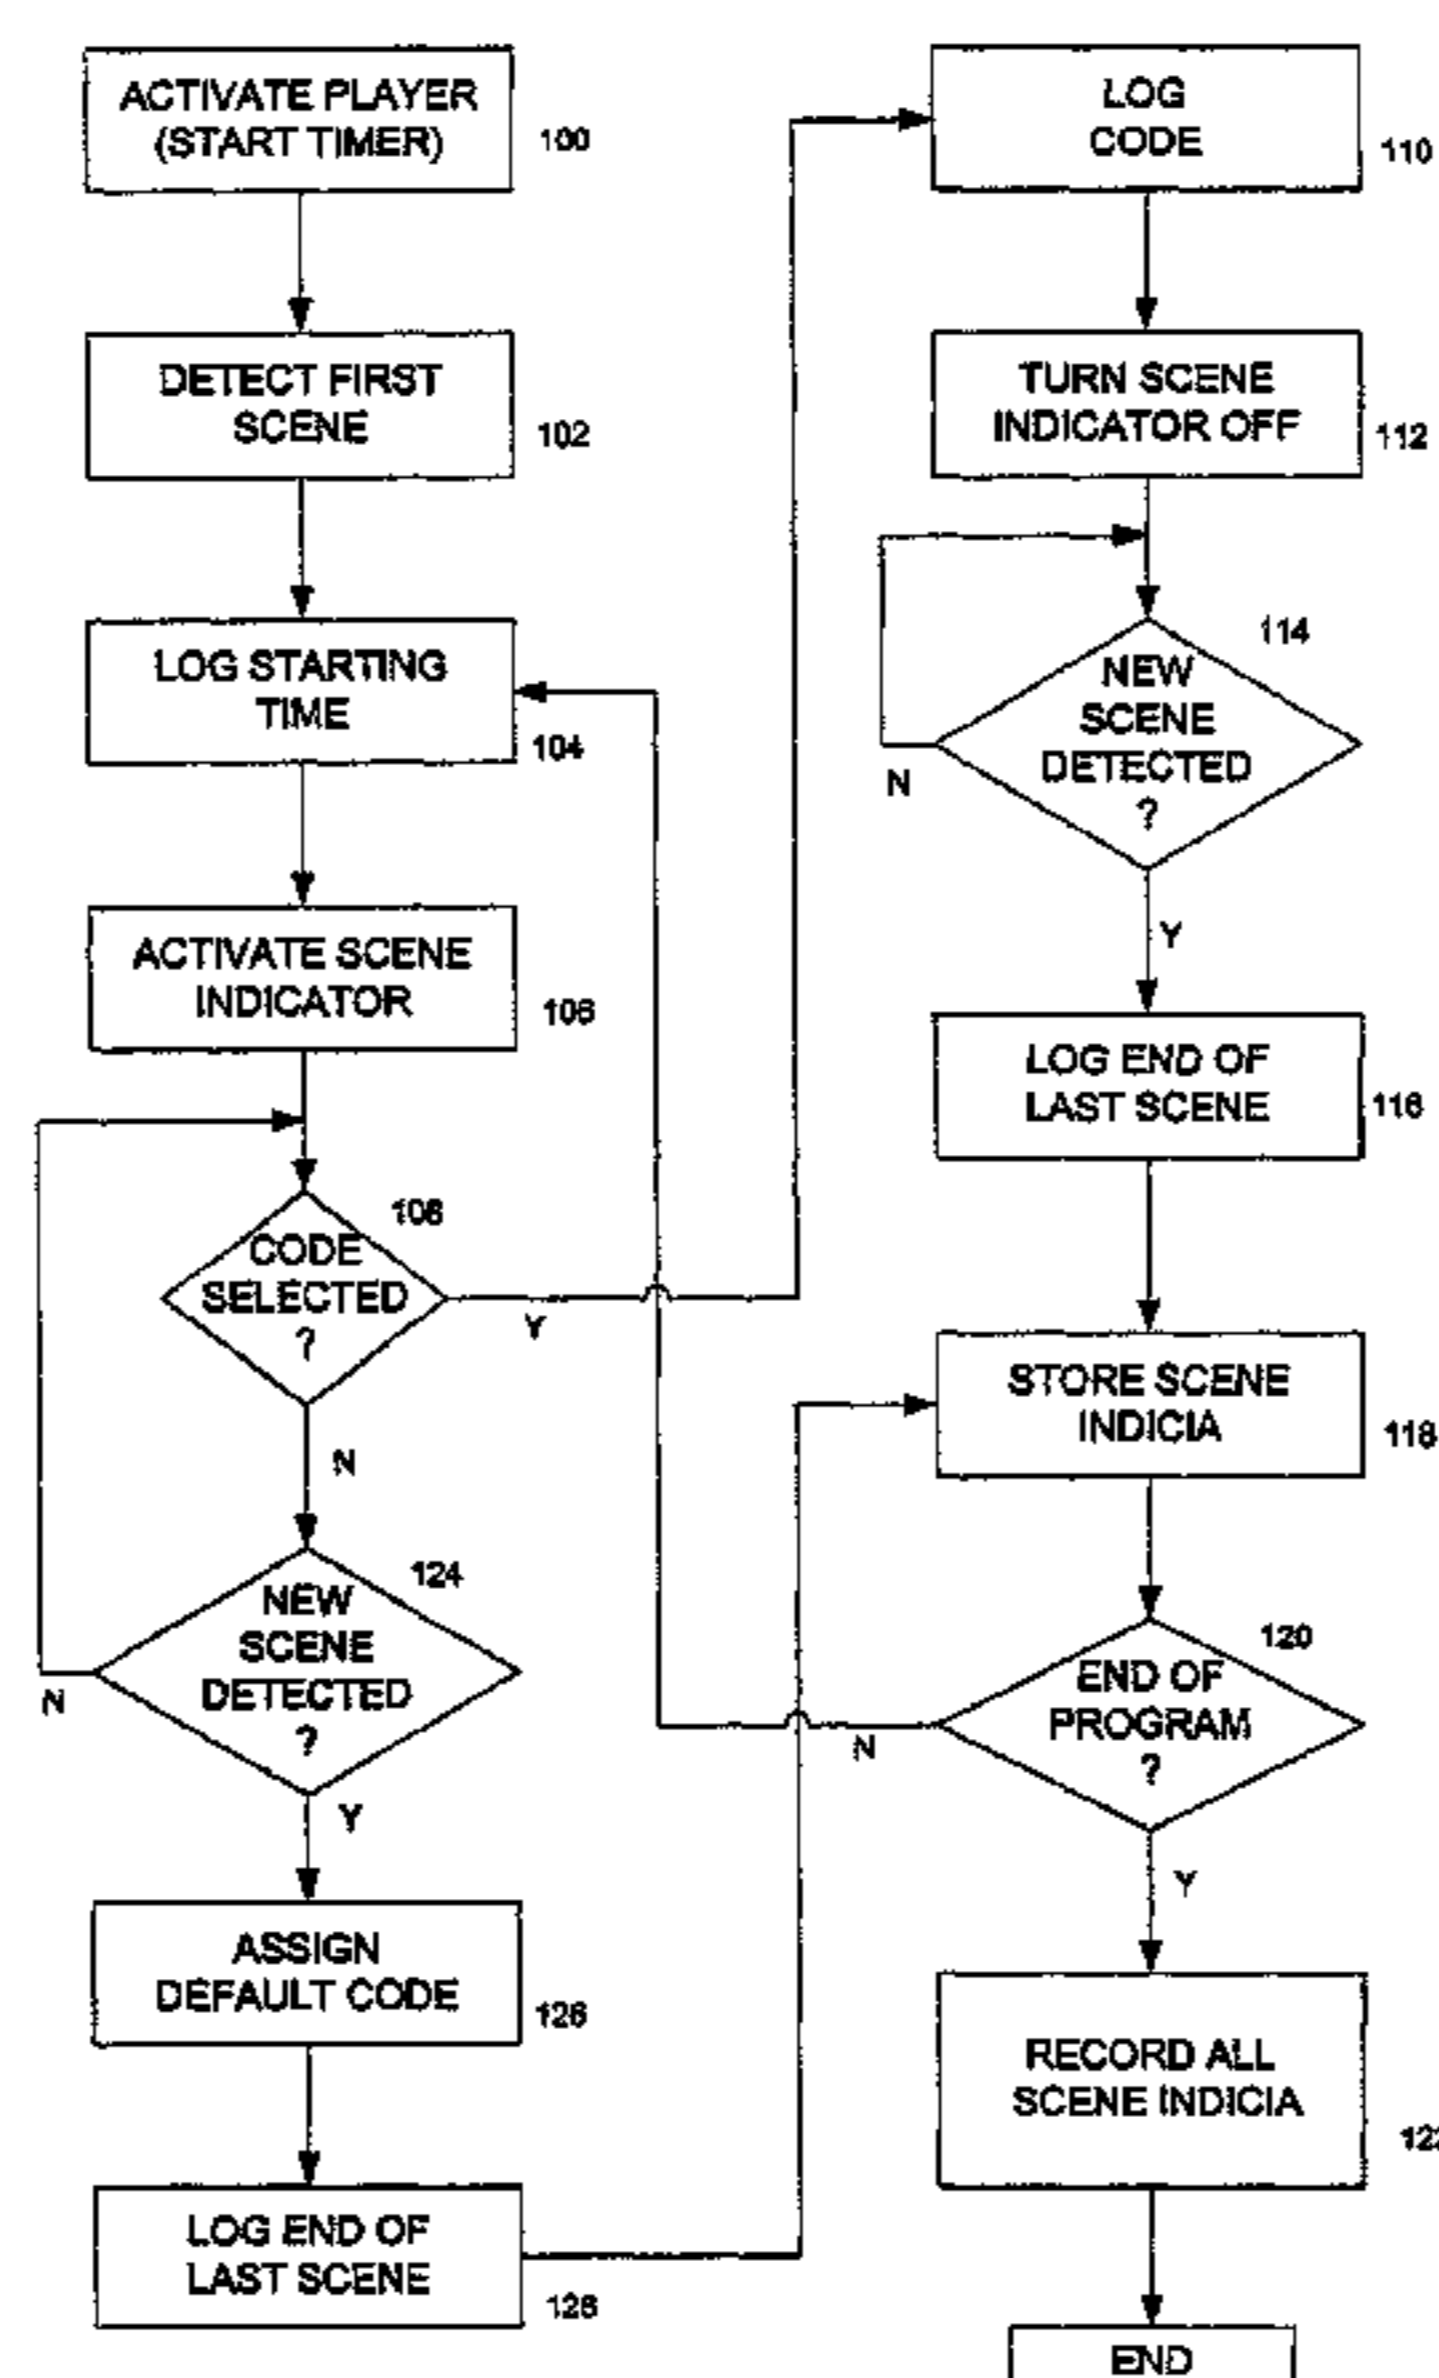 ACTIVATE PLAYER
(START TIMER)
100
DETECT FIRST
SCENE
102
LOG STARTING
TIME
104
ACTIVATE SCENE
INDICATOR
106
108
CODE
SELECTED
?
Y
N
124
NEW
SCENE
DETECTED
?
N
Y
ASSIGN
DEFAULT CODE
126
LOG END OF
LAST SCENE
128
LOG
CODE
110
TURN SCENE
INDICATOR OFF
112
114
NEW
SCENE
DETECTED
?
N
Y
LOG END OF
LAST SCENE
116
STORE SCENE
INDICIA
118
120
END OF
PROGRAM
?
N
Y
RECORD ALL
SCENE INDICIA
122
END